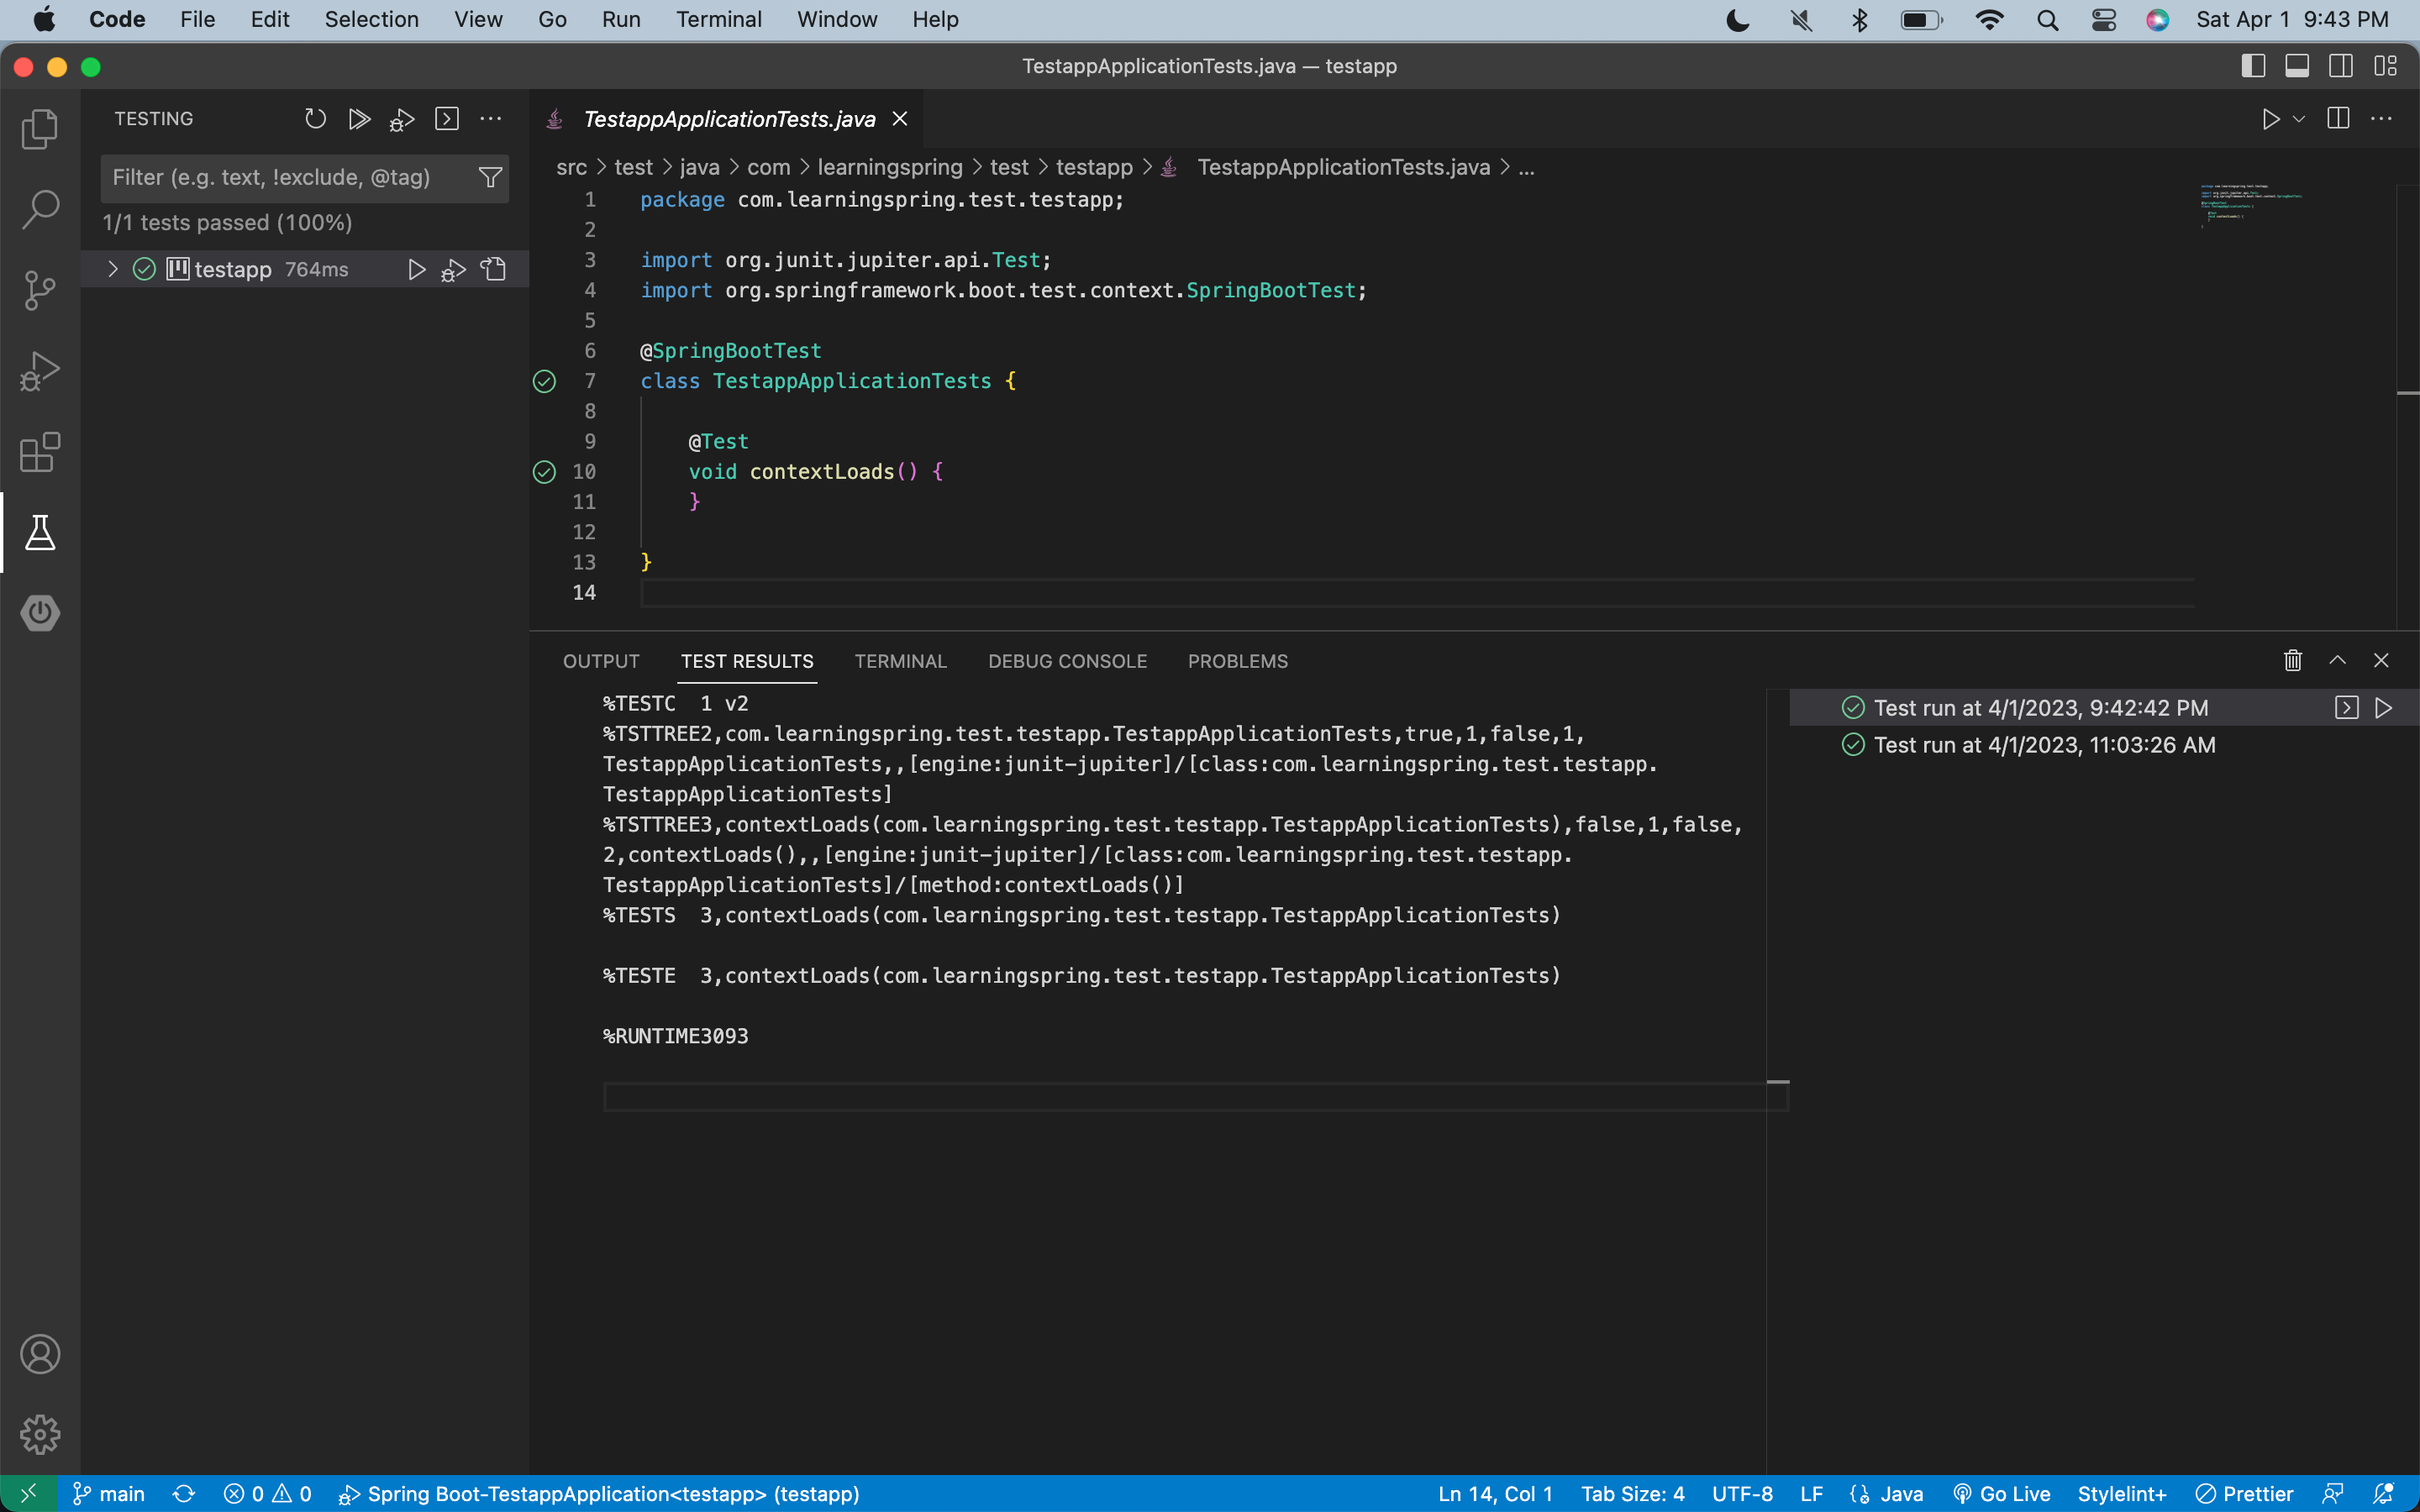 Code File Edit Selection View Go Run Terminal Window Help Sat Apr 1 9:43 PM
TestappApplicationTests.java — testapp
TESTING
Filter (e.g. text, !exclude, @tag)
1/1 tests passed (100%)
testapp 764ms
TestappApplicationTests.java
src > test > java > com > learningspring > test > testapp > TestappApplicationTests.java > ...
1 package com.learningspring.test.testapp;
2
3 import org.junit.jupiter.api.Test;
4 import org.springframework.boot.test.context.SpringBootTest;
5
6 @SpringBootTest
7 class TestappApplicationTests {
8
9 @Test
10 void contextLoads() {
11 }
12
13 }
14
OUTPUT TEST RESULTS TERMINAL DEBUG CONSOLE PROBLEMS
%TESTC 1 v2
%TSTTREE2,com.learningspring.test.testapp.TestappApplicationTests,true,1,false,1,
TestappApplicationTests,,[engine:junit-jupiter]/[class:com.learningspring.test.testapp.
TestappApplicationTests]
%TSTTREE3,contextLoads(com.learningspring.test.testapp.TestappApplicationTests),false,1,false,
2,contextLoads(),,[engine:junit-jupiter]/[class:com.learningspring.test.testapp.
TestappApplicationTests]/[method:contextLoads()]
%TESTS 3,contextLoads(com.learningspring.test.testapp.TestappApplicationTests)
%TESTE 3,contextLoads(com.learningspring.test.testapp.TestappApplicationTests)
%RUNTIME3093
Test run at 4/1/2023, 9:42:42 PM
Test run at 4/1/2023, 11:03:26 AM
main 0 0 Spring Boot-TestappApplication<testapp> (testapp) Ln 14, Col 1 Tab Size: 4 UTF-8 LF Java Go Live Stylelint+ Prettier